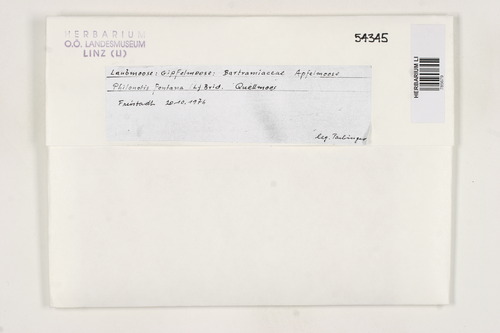 HERBARIUM
O.Ö. LANDESMUSEUM
LINZ (LI)
54345
HERBARIUM LI
Laubmoose: Gipfelmoose; Bartramiaceae Apfelmoose
Philonotis fontana Brid. Quellmoos
Freistadt 20.10.1976
leg.